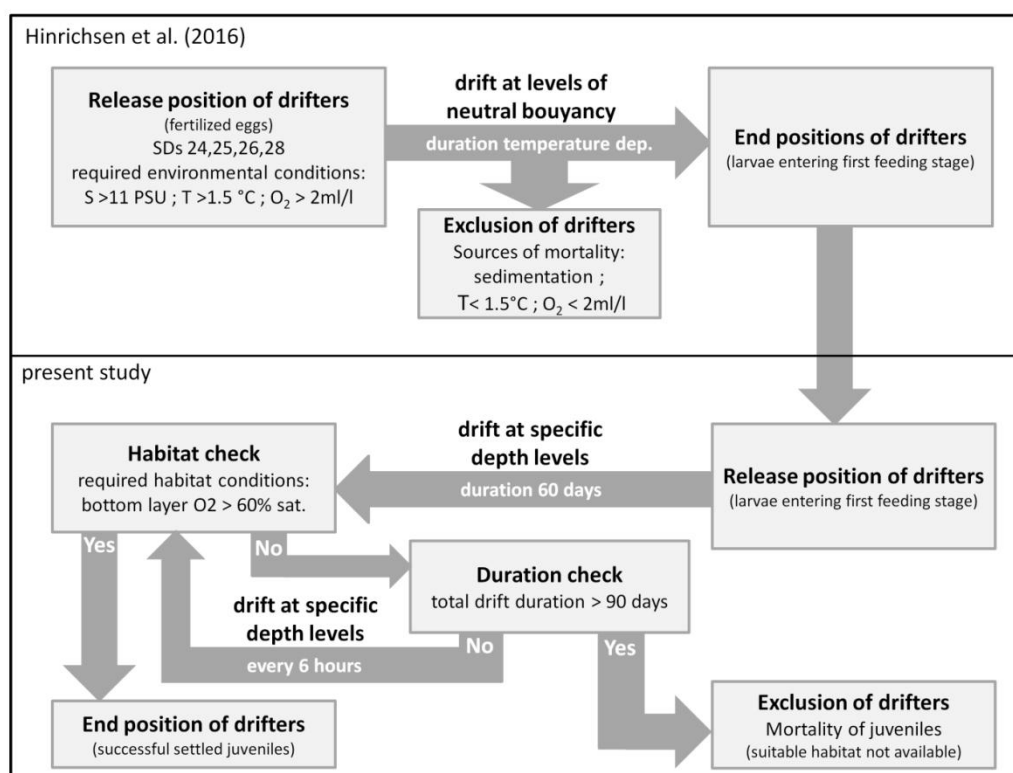 Hinrichsen et al. (2016)
Release position of drifters
(fertilized eggs)
SDs 24,25,26,28
required environmental conditions:
S >11 PSU ; T >1.5 °C ; O₂ > 2ml/l
drift at levels of
neutral bouyancy
duration temperature dep.
End positions of drifters
(larvae entering first feeding stage)
Exclusion of drifters
Sources of mortality:
sedimentation ;
T< 1.5°C ; O₂ < 2ml/l
present study
Habitat check
required habitat conditions:
bottom layer O2 > 60% sat.
drift at specific
depth levels
duration 60 days
Release position of drifters
(larvae entering first feeding stage)
Yes
No
Duration check
total drift duration > 90 days
drift at specific
depth levels
every 6 hours
No
Yes
End position of drifters
(successful settled juveniles)
Exclusion of drifters
Mortality of juveniles
(suitable habitat not available)